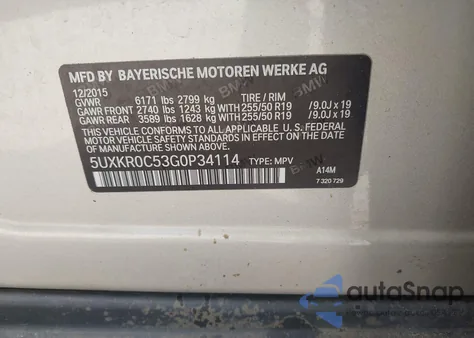 MFD BY BAYERISCHE MOTOREN WERKE AG
12/2015 TIRE / RIM
GVWR 6171 lbs 2799 kg
GAWR FRONT 2740 lbs 1243 kg WITH 255/50 R19 /9.0J x 19
GAWR REAR 3589 lbs 1628 kg WITH 255/50 R19 /9.0J x 19
THIS VEHICLE CONFORMS TO ALL APPLICABLE FEDERAL
MOTOR VEHICLE SAFETY STANDARDS IN EFFECT ON
THE DATE OF MANUFACTURE SHOWN ABOVE.
5UXKR0C53G0P34114 TYPE: MPV
A14M
7 320 729
autoSnap